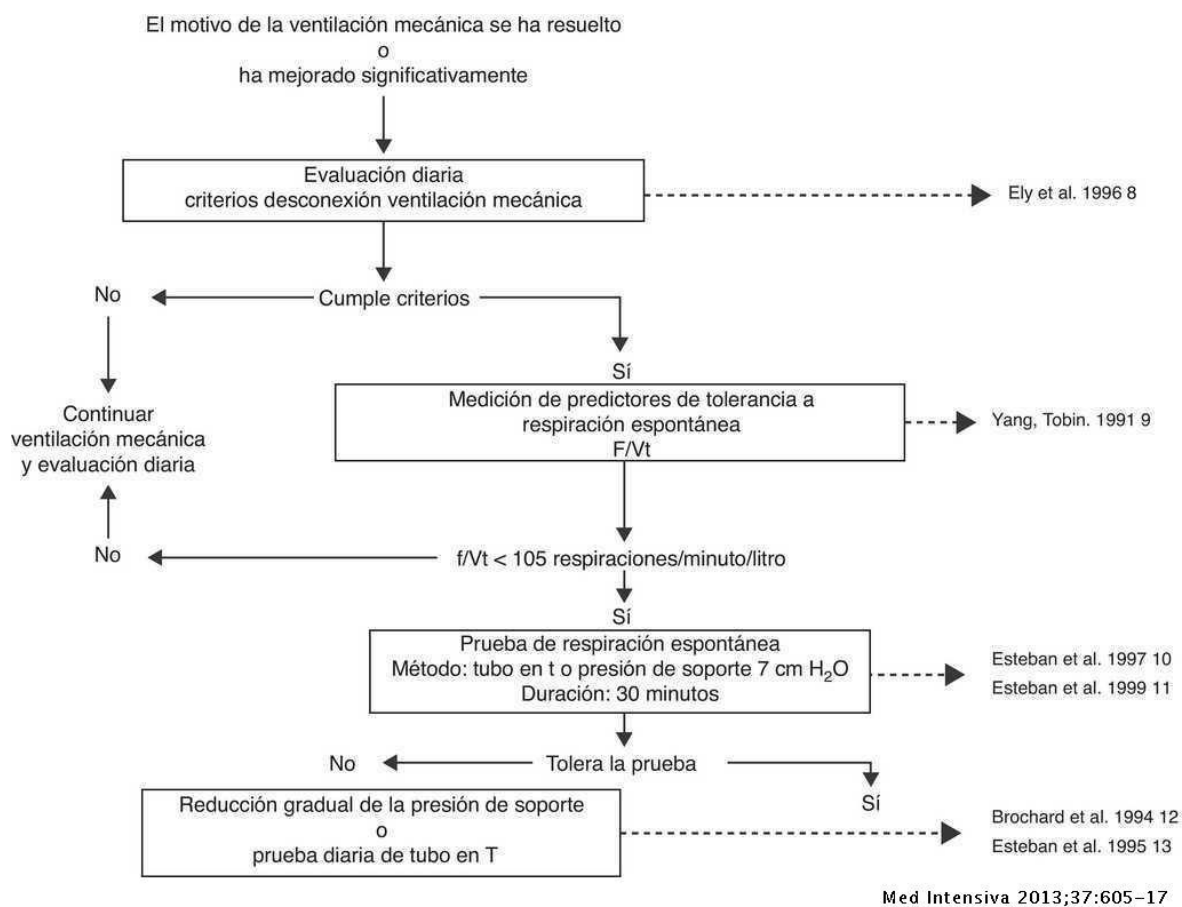 El motivo de la ventilación mecánica se ha resuelto
o
ha mejorado significativamente
Evaluación diaria
criterios desconexión ventilación mecánica
Ely et al. 1996 8
No
Cumple criterios
Sí
Medición de predictores de tolerancia a
respiración espontánea
F/Vt
Yang, Tobin. 1991 9
Continuar
ventilación mecánica
y evaluación diaria
No
f/Vt < 105 respiraciones/minuto/litro
Sí
Prueba de respiración espontánea
Método: tubo en t o presión de soporte 7 cm H₂O
Duración: 30 minutos
Esteban et al. 1997 10
Esteban et al. 1999 11
No
Tolera la prueba
Sí
Reducción gradual de la presión de soporte
o
prueba diaria de tubo en T
Brochard et al. 1994 12
Esteban et al. 1995 13
Med Intensiva 2013;37:605–17